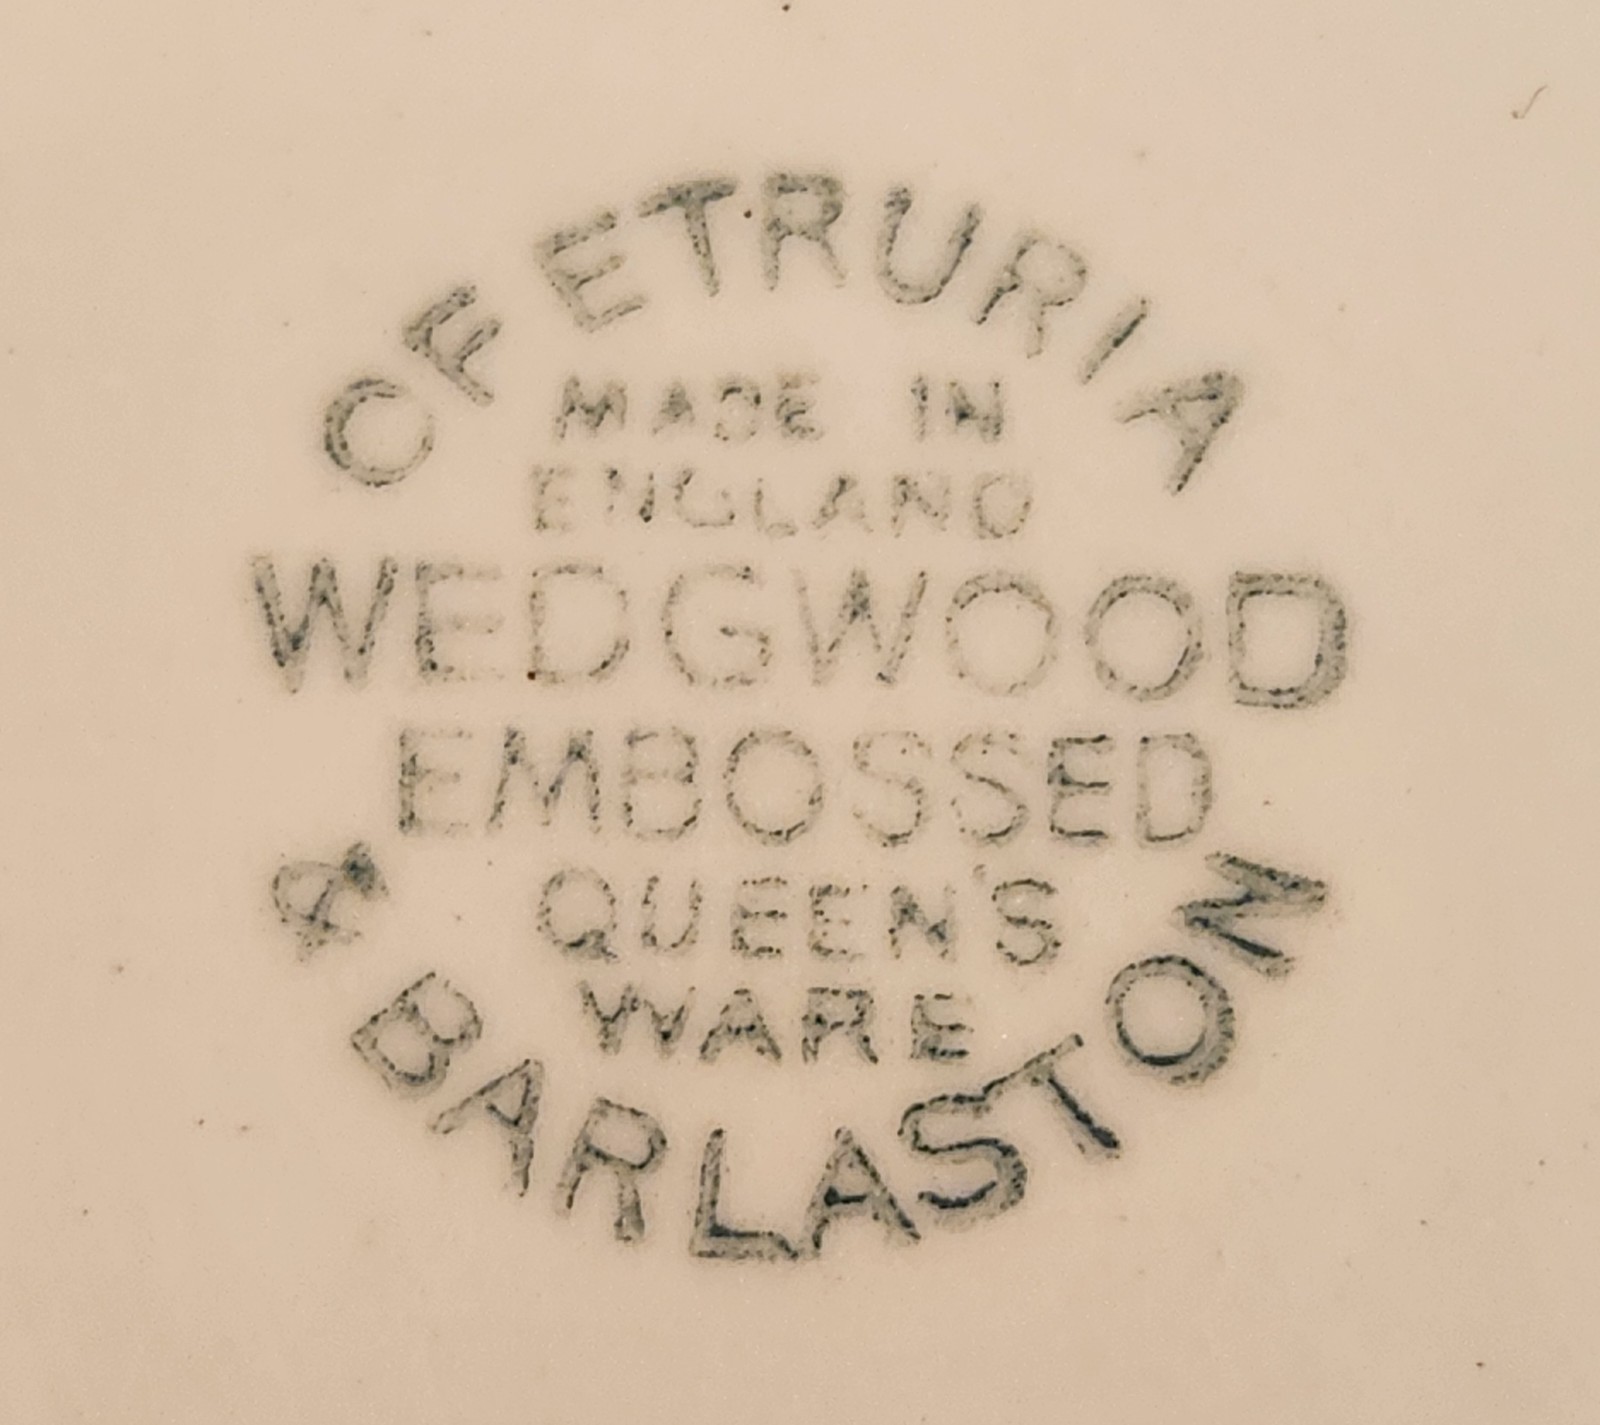 OF ETRURIA
MADE IN
ENGLAND
WEDGWOOD
EMBOSSED
QUEEN'S
WARE
& BARLASTON